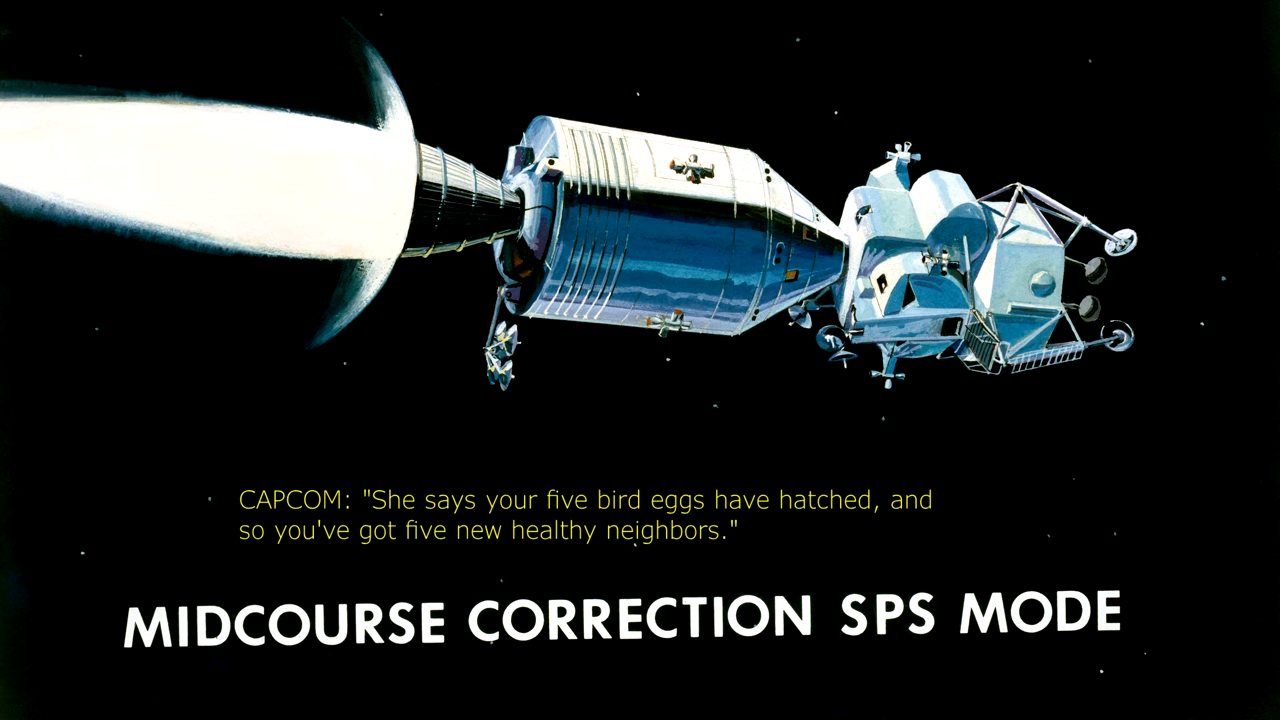 CAPCOM: "She says your five bird eggs have hatched, and
so you've got five new healthy neighbors."
MIDCOURSE CORRECTION SPS MODE